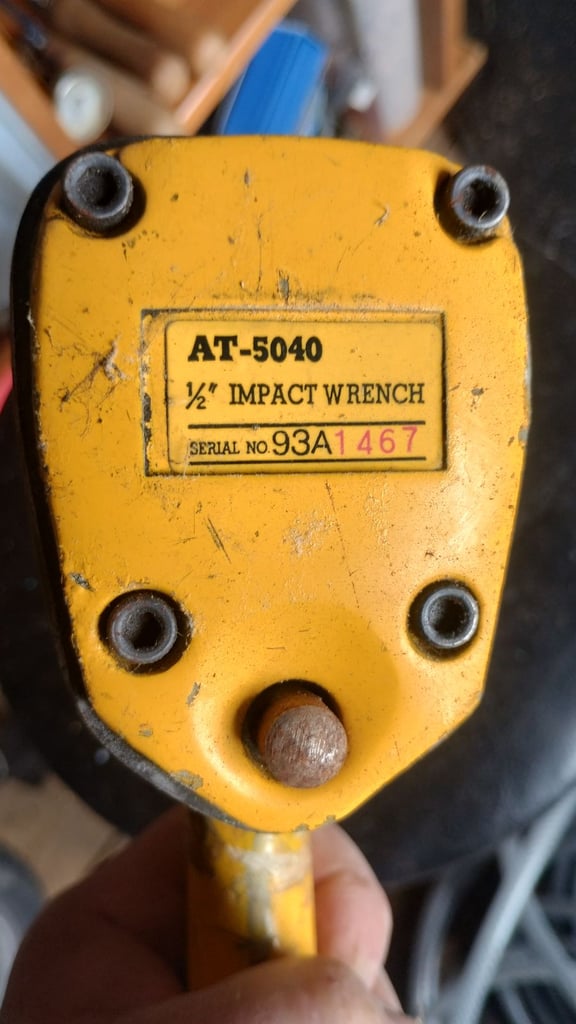 AT-5040
½" IMPACT WRENCH
SERIAL NO. 93A1467